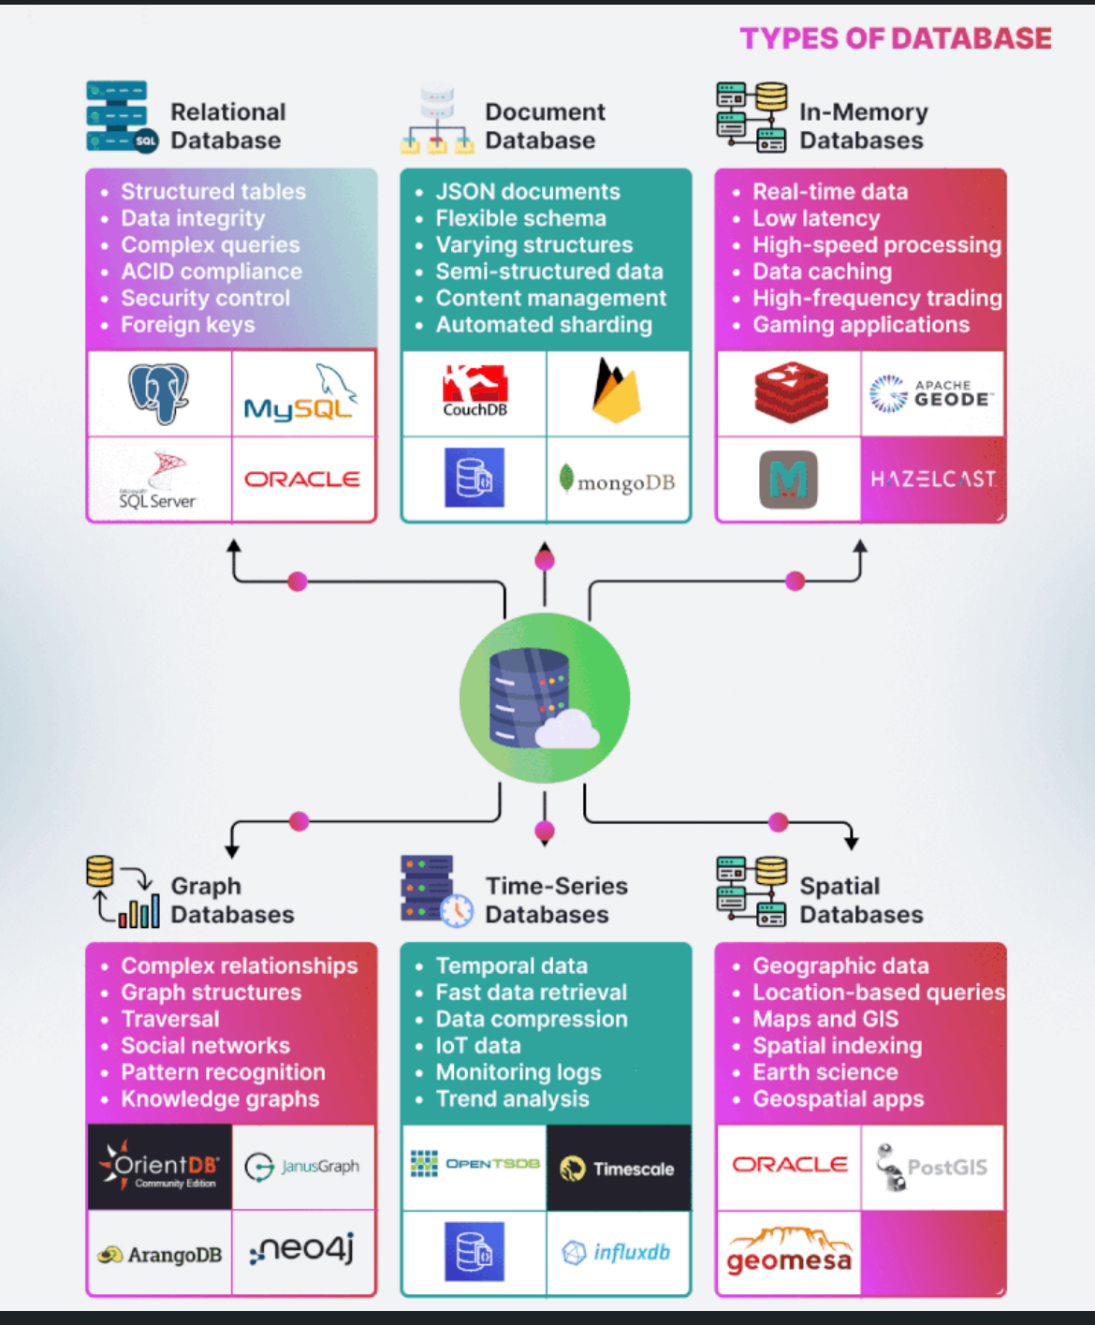 TYPES OF DATABASE
Relational
Database
SQL
Structured tables
Data integrity
Complex queries
ACID compliance
Security control
Foreign keys
MySQL
Microsoft
SQL Server
ORACLE
Document
Database
JSON documents
Flexible schema
Varying structures
Semi-structured data
Content management
Automated sharding
CouchDB
mongoDB
In-Memory
Databases
Real-time data
Low latency
High-speed processing
Data caching
High-frequency trading
Gaming applications
APACHE
GEODE™
M
HAZELCAST
Graph
Databases
Complex relationships
Graph structures
Traversal
Social networks
Pattern recognition
Knowledge graphs
OrientDB
Community Edition
JanusGraph
ArangoDB
neo4j
Time-Series
Databases
Temporal data
Fast data retrieval
Data compression
IoT data
Monitoring logs
Trend analysis
OPENTSDB
Timescale
influxdb
Spatial
Databases
Geographic data
Location-based queries
Maps and GIS
Spatial indexing
Earth science
Geospatial apps
ORACLE
PostGIS
geomesa